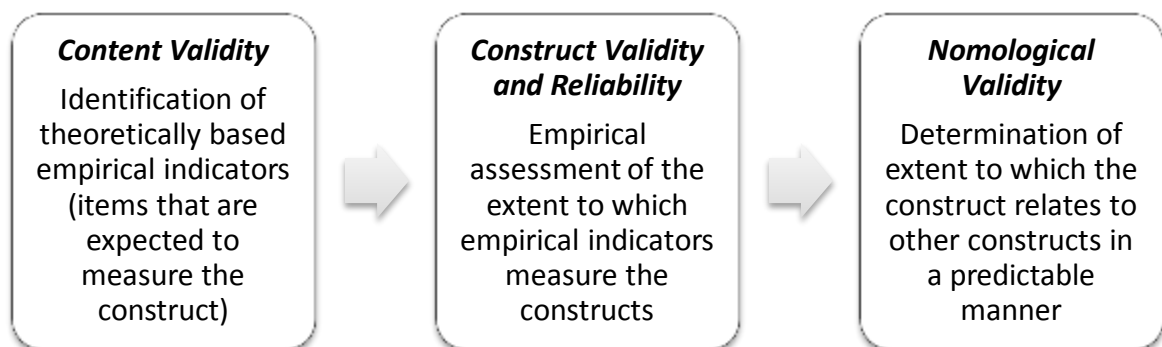 Content Validity
Identification of
theoretically based
empirical indicators
(items that are
expected to
measure the
construct)
Construct Validity
and Reliability
Empirical
assessment of the
extent to which
empirical indicators
measure the
constructs
Nomological
Validity
Determination of
extent to which the
construct relates to
other constructs in
a predictable
manner